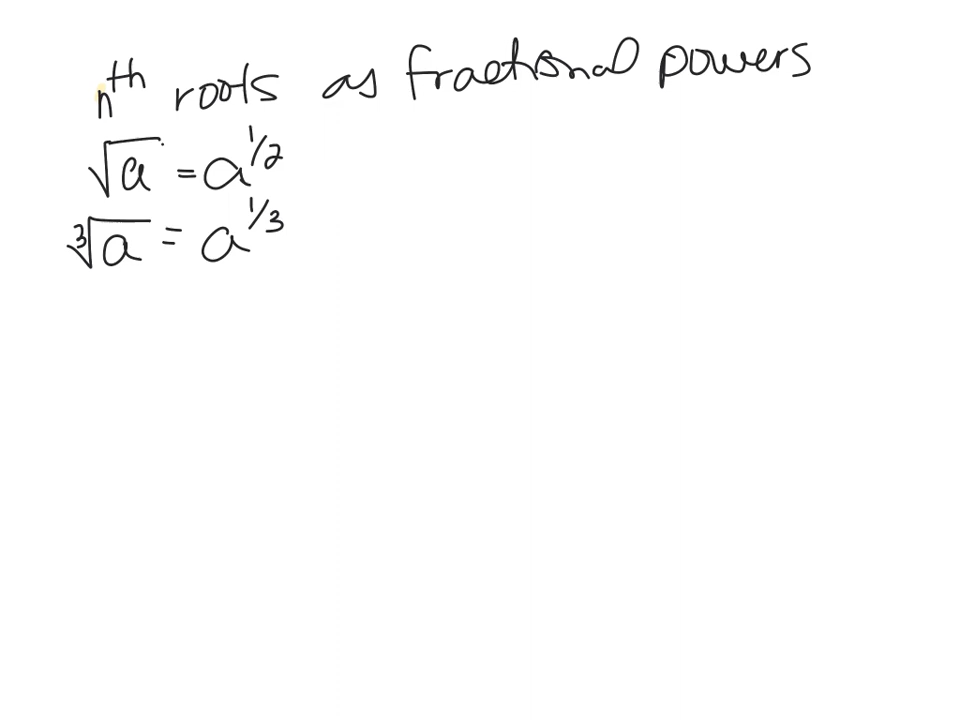 nᵗʰ roots as fractional powers
√a = a^1/2
∛a = a^1/3